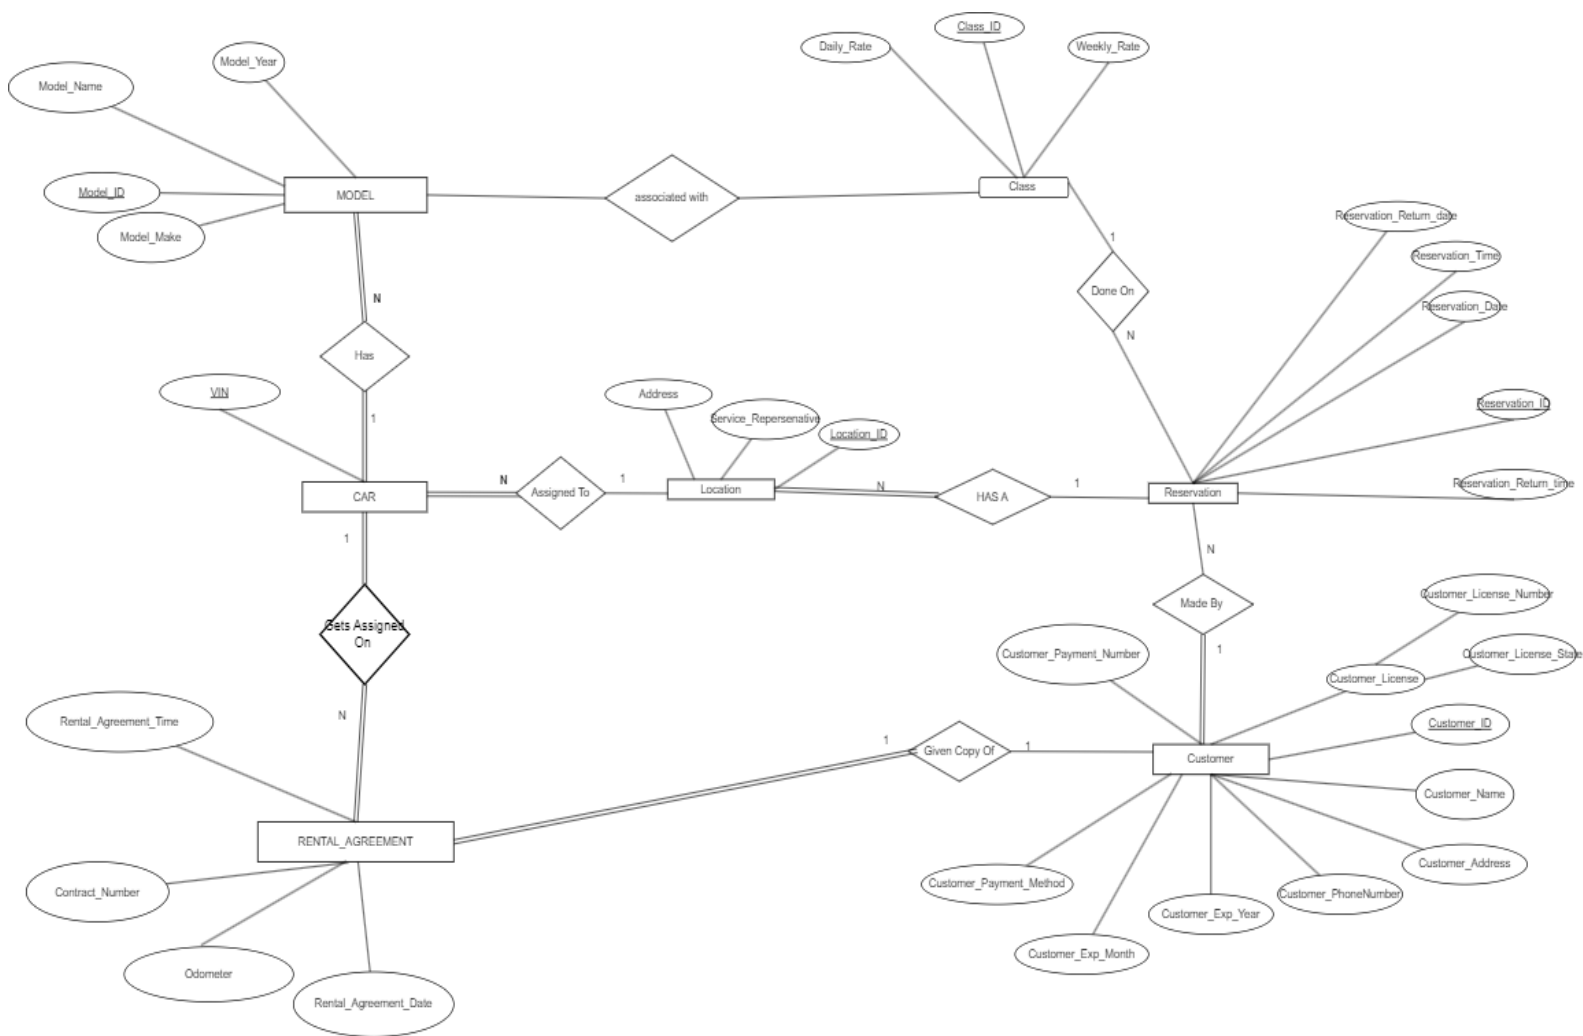 Class_ID
Daily_Rate
Weekly_Rate
Model_Year
Model_Name
Model_ID
MODEL
associated with
Class
Model_Make
Reservation_Return_date
1
Reservation_Time
Done On
Reservation_Date
N
N
Has
VIN
Address
Service_Repersenative
Location_ID
Reservation_ID
1
N
1
N
1
CAR
Assigned To
Location
HAS A
Reservation
Reservation_Return_time
1
N
Gets Assigned
On
Made By
Customer_License_Number
1
Customer_Payment_Number
Customer_License_State
Customer_License
N
Rental_Agreement_Time
Customer_ID
1
Given Copy Of
1
Customer
Customer_Name
RENTAL_AGREEMENT
Customer_Address
Contract_Number
Customer_Payment_Method
Customer_PhoneNumber
Customer_Exp_Year
Customer_Exp_Month
Odometer
Rental_Agreement_Date